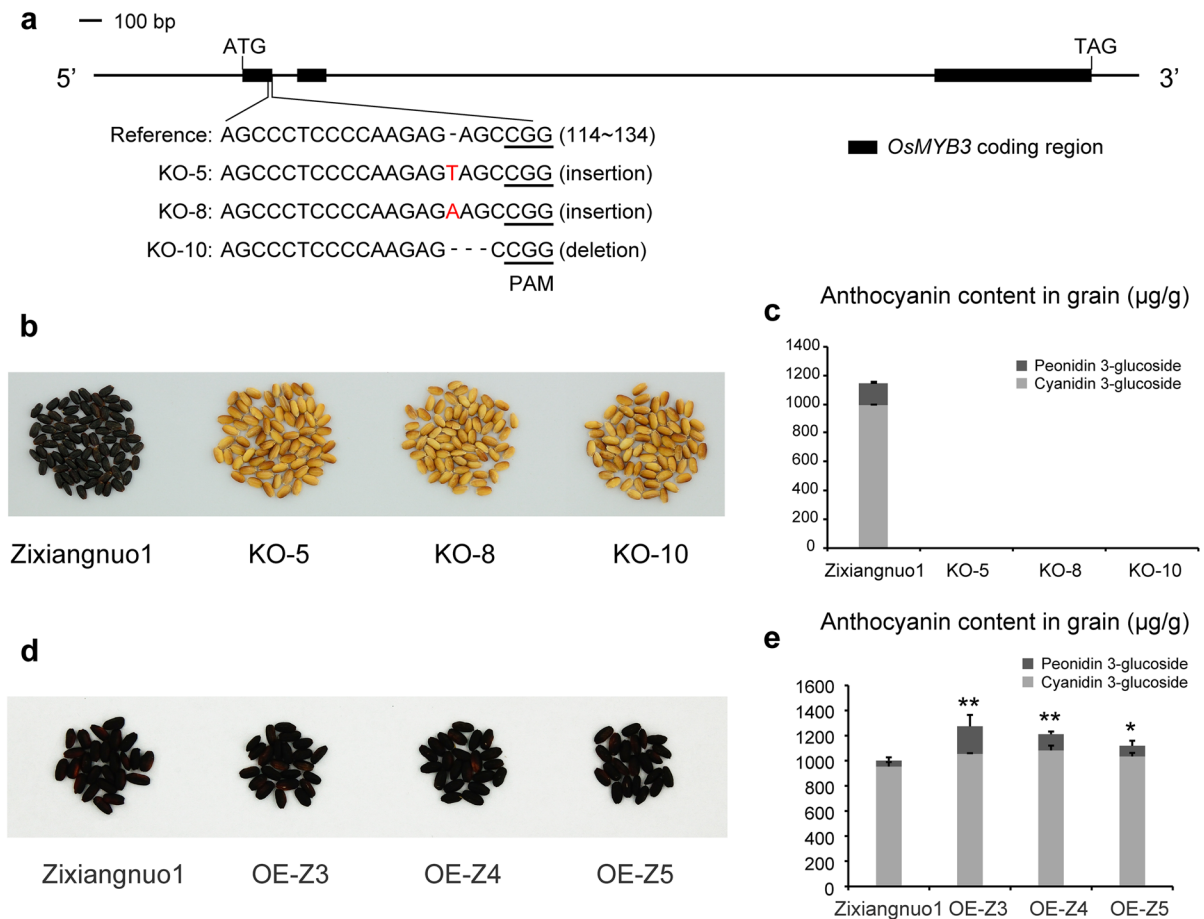 a
100 bp
ATG
TAG
5’
3’
Reference: AGCCCTCCCCAAGAG-AGCCGG (114~134)
OsMYB3 coding region
KO-5: AGCCCTCCCCAAGAGTAGCCGG (insertion)
KO-8: AGCCCTCCCCAAGAGAAGCCGG (insertion)
KO-10: AGCCCTCCCCAAGAG---CCGG (deletion)
PAM
b
Zixiangnuo1 KO-5 KO-8 KO-10
c
Anthocyanin content in grain (µg/g)
Peonidin 3-glucoside
Cyanidin 3-glucoside
1400
1200
1000
800
600
400
200
0
Zixiangnuo1 KO-5 KO-8 KO-10
d
Zixiangnuo1 OE-Z3 OE-Z4 OE-Z5
e
Anthocyanin content in grain (µg/g)
Peonidin 3-glucoside
Cyanidin 3-glucoside
1600
1400
1200
1000
800
600
400
200
0
** ** *
Zixiangnuo1 OE-Z3 OE-Z4 OE-Z5